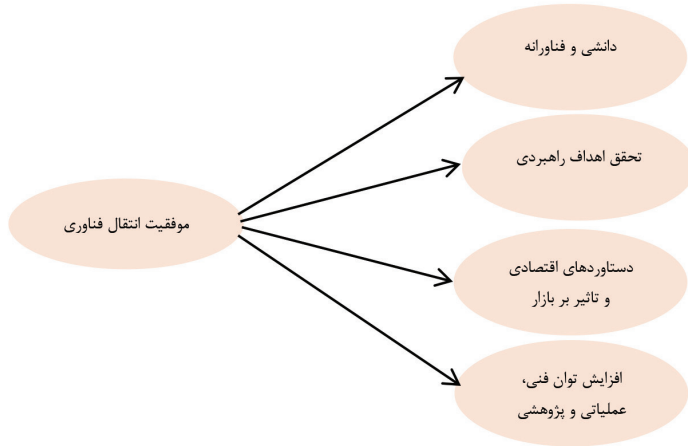 دانشی و فناورانه
تحقق اهداف راهبردی
موفقیت انتقال فناوری
دستاوردهای اقتصادی
و تاثیر بر بازار
افزایش توان فنی،
عملیاتی و پژوهشی